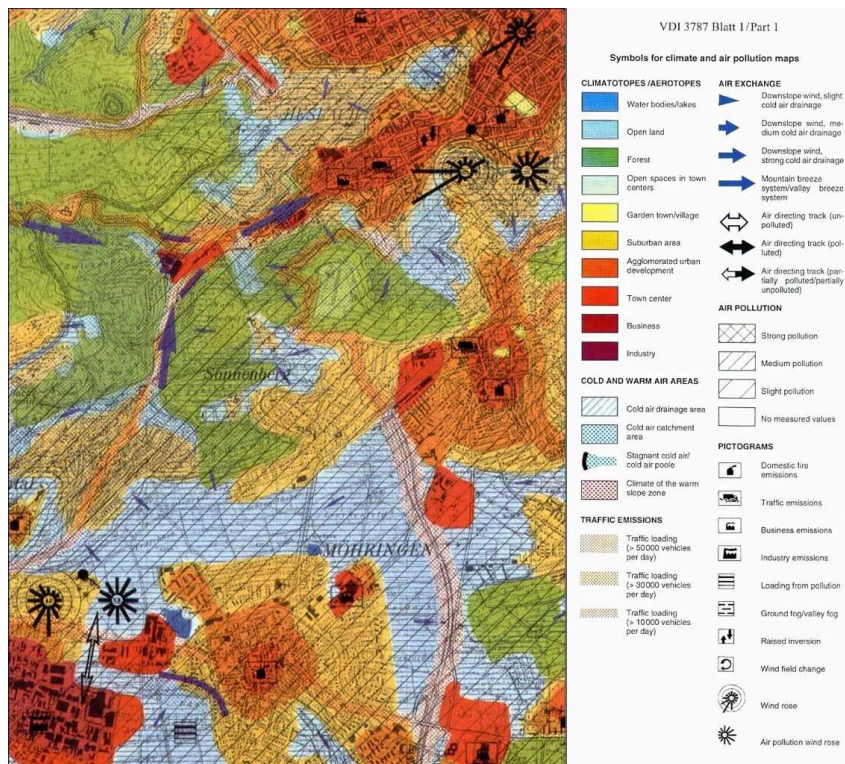 VDI 3787 Blatt 1/Part 1
Symbols for climate and air pollution maps
CLIMATOTOPES /AEROTOPES
Water bodies/lakes
Open land
Forest
Open spaces in town
centers
Garden town/village
Suburban area
Agglomerated urban
development
Town center
Business
Industry
COLD AND WARM AIR AREAS
Cold air drainage area
Cold air catchment
area
Stagnant cold air/
cold air poole
Climate of the warm
slope zone
TRAFFIC EMISSIONS
Traffic loading
(> 50000 vehicles
per day)
Traffic loading
(> 30000 vehicles
per day)
Traffic loading
(> 10000 vehicles
per day)
AIR EXCHANGE
Downslope wind, slight
cold air drainage
Downslope wind, me-
dium cold air drainage
Downslope wind,
strong cold air drainage
Mountain breeze
system/valley breeze
system
Air directing track (un-
polluted)
Air directing track (pol-
luted)
Air directing track (par-
tially polluted/partially
unpolluted)
AIR POLLUTION
Strong pollution
Medium pollution
Slight pollution
No measured values
PICTOGRAMS
Domestic fire
emissions
Traffic emissions
Business emissions
Industry emissions
Loading from pollution
Ground fog/valley fog
Raised inversion
Wind field change
Wind rose
Air pollution wind rose
Sonnenberg
MÖHRINGEN